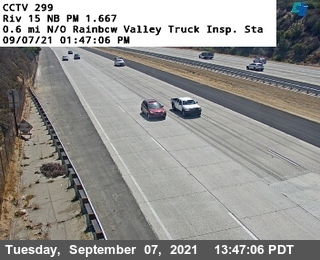 CCTV 299
Riv 15 NB PM 1.667
0.6 mi N/O Rainbow Valley Truck Insp. Sta
09/07/21 01:47:06 PM
Tuesday, September 07, 2021 13:47:06 PDT